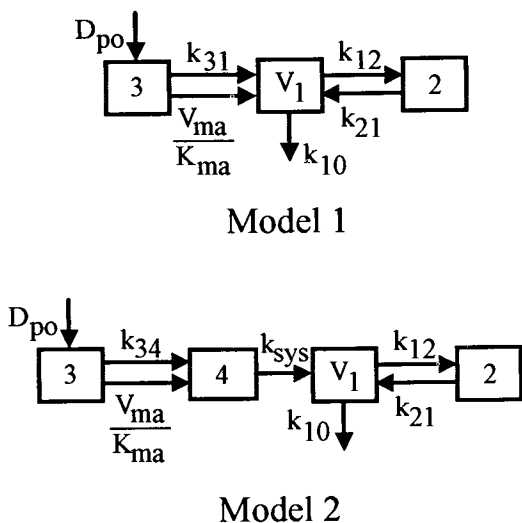 D_po
k_31
k_12
3
V_1
2
V_ma
K_ma
k_21
k_10
Model 1
D_po
k_34
k_sys
k_12
3
4
V_1
2
V_ma
K_ma
k_10
k_21
Model 2